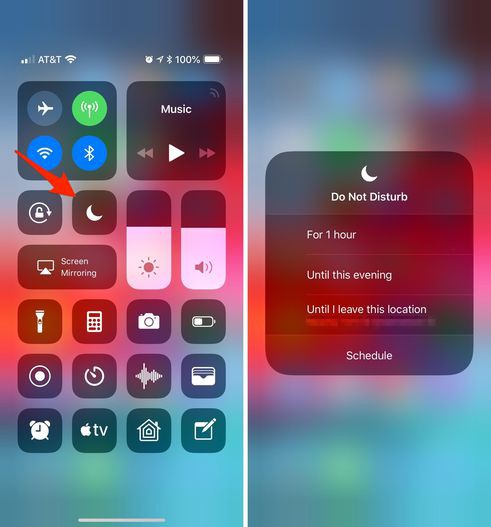 AT&T
100%
Music
Screen
Mirroring
tv
Do Not Disturb
For 1 hour
Until this evening
Until I leave this location
Schedule